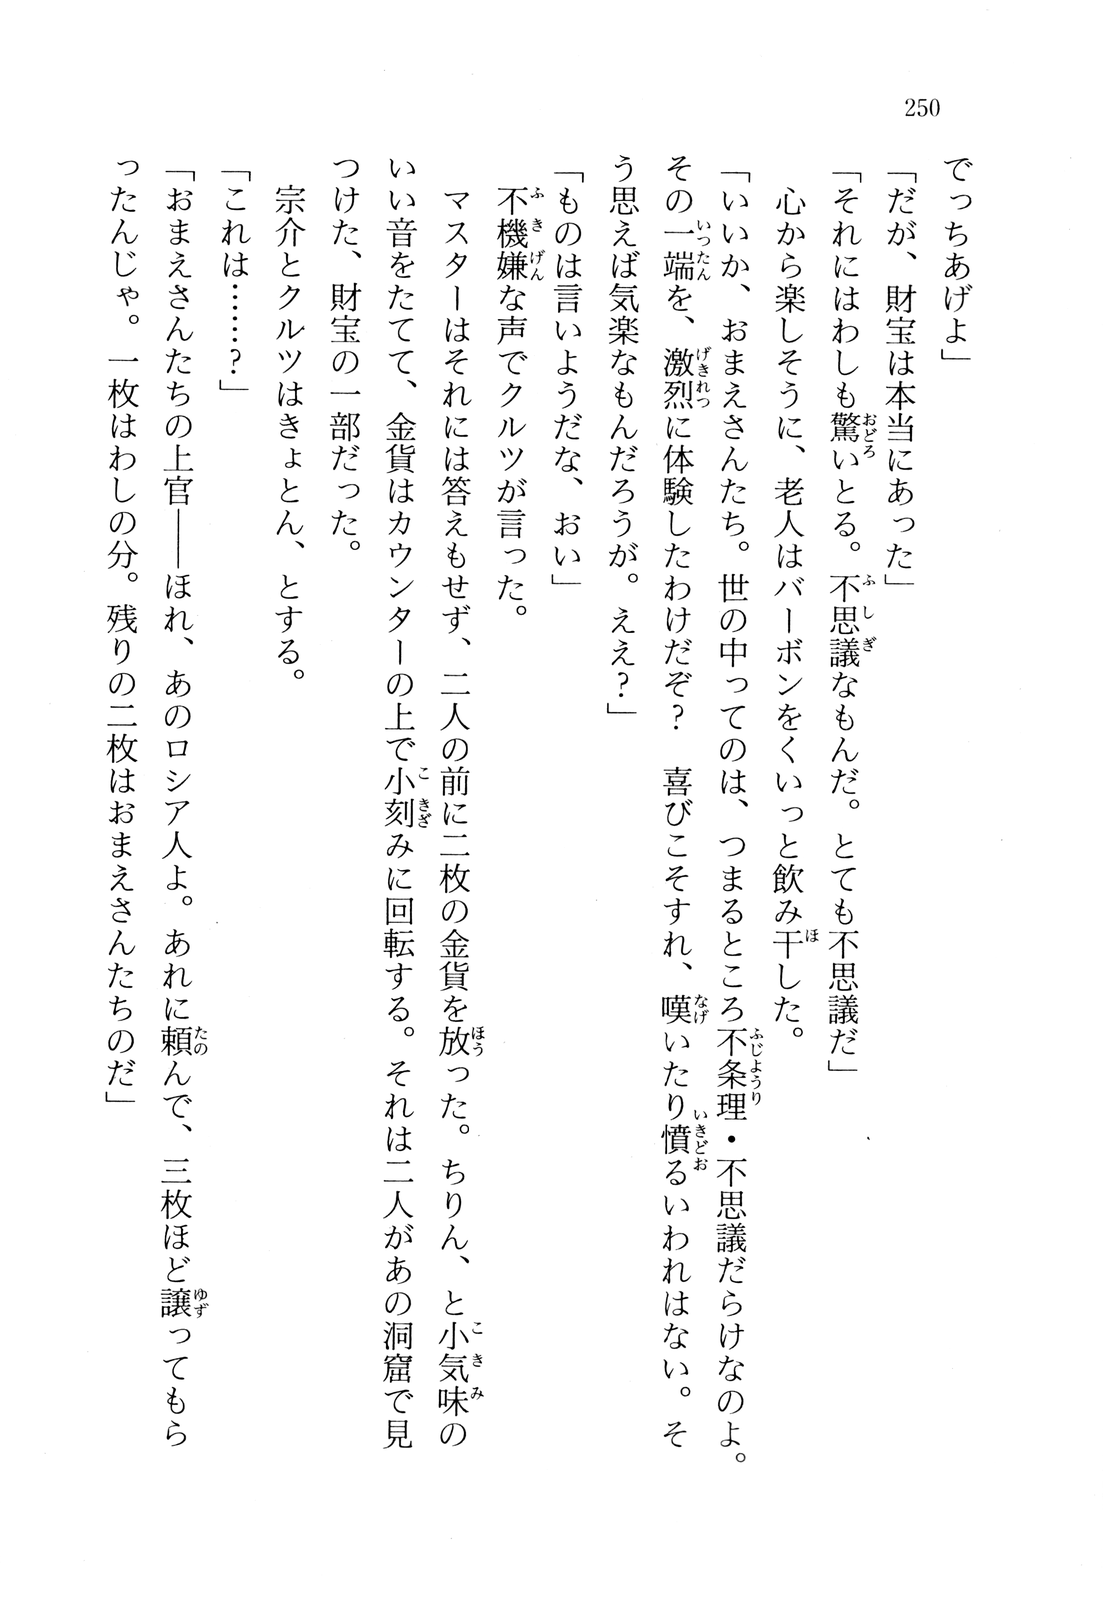 250
でっちあげよ」
「だが、財宝は本当にあった」
「それにはわしも驚いとる。不思議なもんだ。とても不思議だ」
心から楽しそうに、老人はバーボンをくいっと飲み干した。
「いいか、おまえさんたち。世の中ってのは、つまるところ不条理・不思議だらけなのよ。
その一端を、激烈に体験したわけだぞ？　喜びこそすれ、嘆いたり憤るいわれはない。そ
う思えば気楽なもんだろうが。ええ？」
「ものは言いようだな、おい」
不機嫌な声でクルツが言った。
マスターはそれには答えもせず、二人の前に二枚の金貨を放った。ちりん、と小気味の
いい音をたてて、金貨はカウンターの上で小刻みに回転する。それは二人があの洞窟で見
つけた、財宝の一部だった。
宗介とクルツはきょとん、とする。
「これは……？」
「おまえさんたちの上官――ほれ、あのロシア人よ。あれに頼んで、三枚ほど譲ってもら
ったんじゃ。一枚はわしの分。残りの二枚はおまえさんたちのだ」